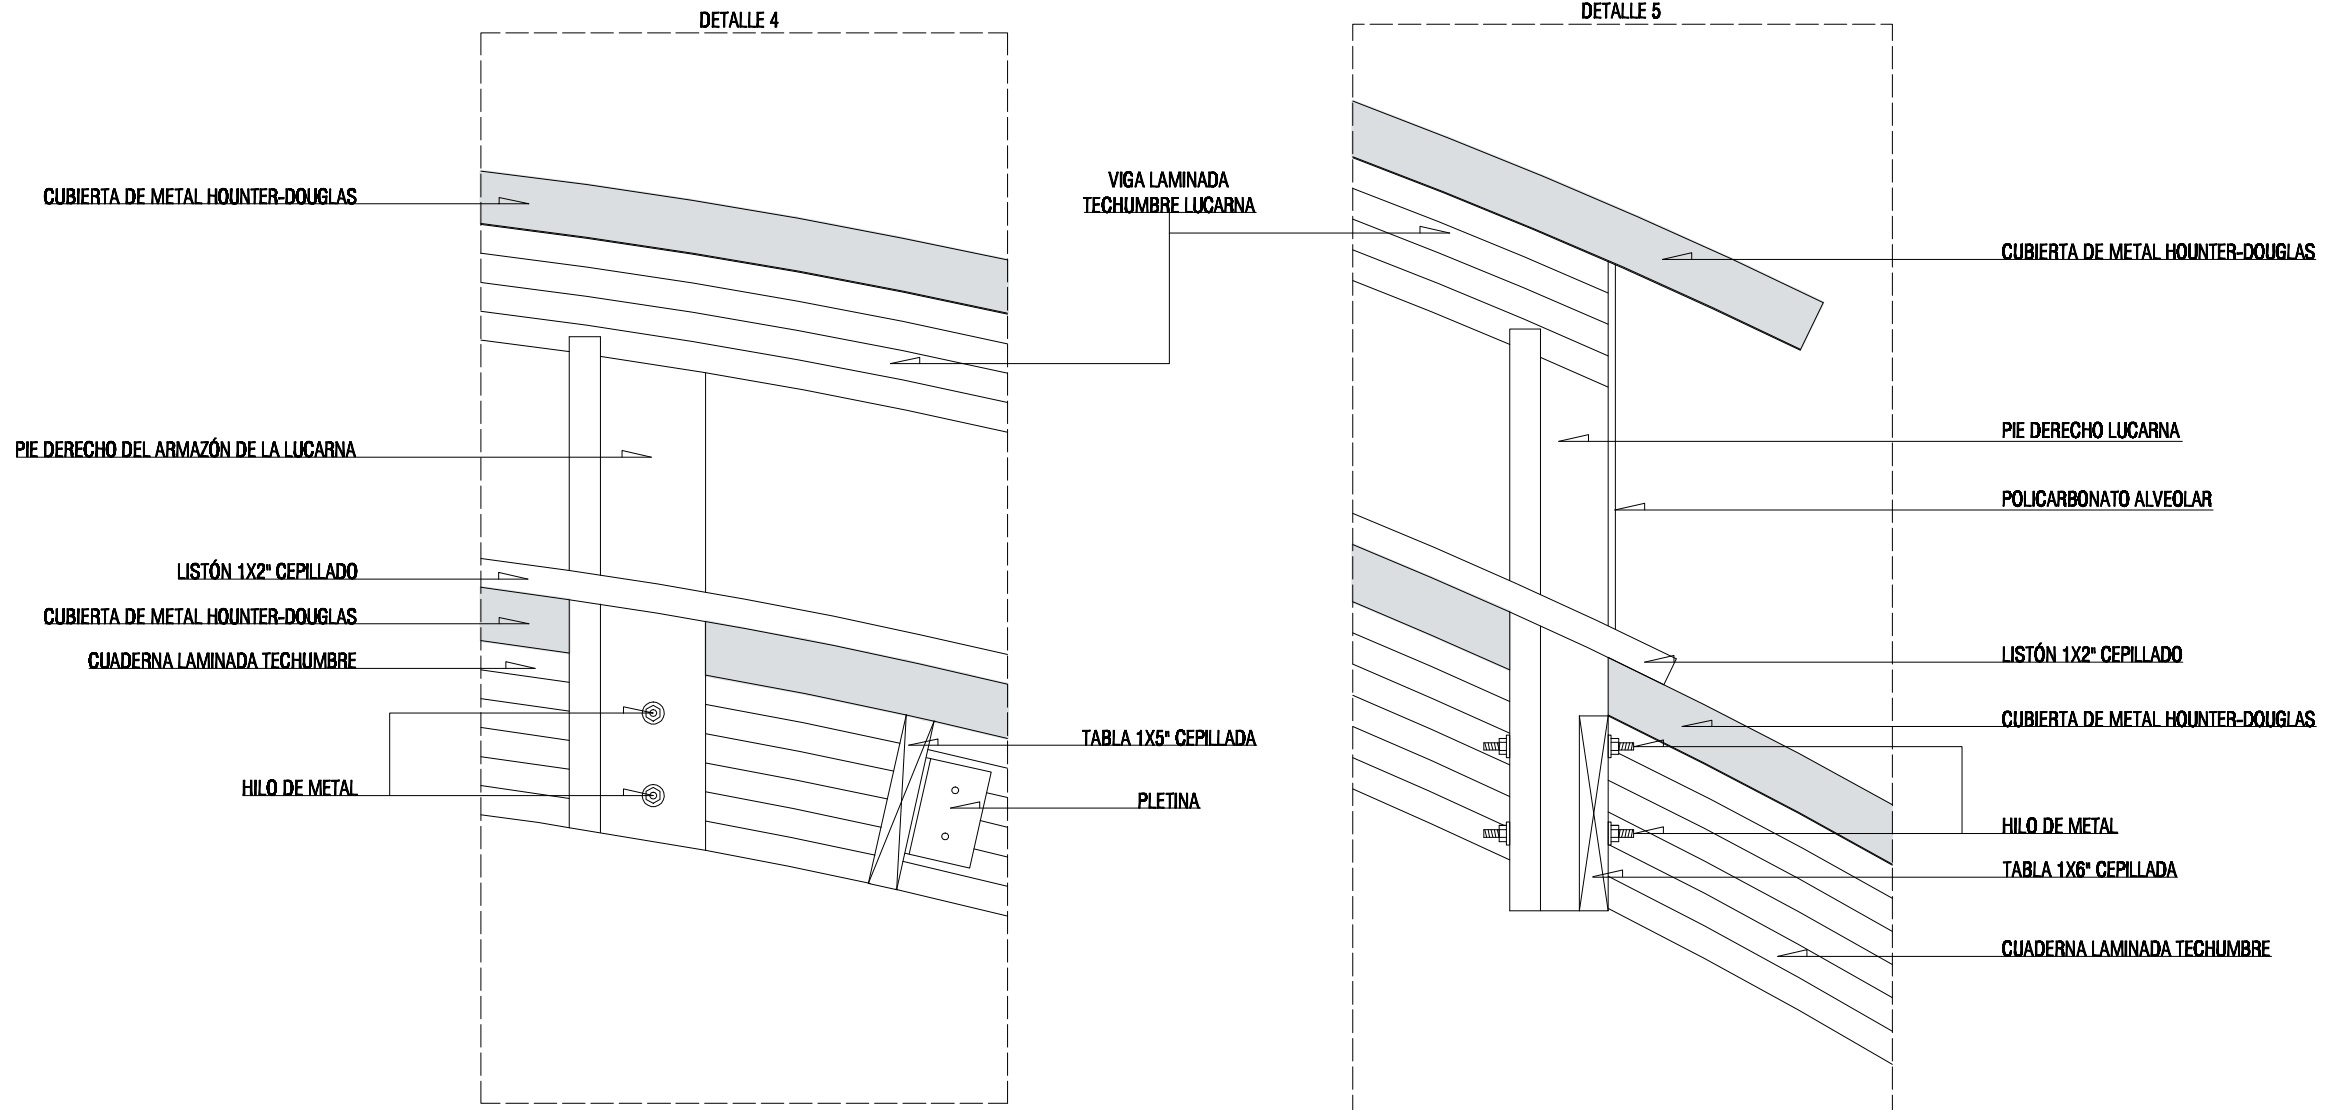 DETALLE 4
CUBIERTA DE METAL HOUNTER-DOUGLAS
PIE DERECHO DEL ARMAZÓN DE LA LUCARNA
LISTÓN 1X2" CEPILLADO
CUBIERTA DE METAL HOUNTER-DOUGLAS
CUADERNA LAMINADA TECHUMBRE
HILO DE METAL
VIGA LAMINADA
TECHUMBRE LUCARNA
TABLA 1X5" CEPILLADA
PLETINA
DETALLE 5
CUBIERTA DE METAL HOUNTER-DOUGLAS
PIE DERECHO LUCARNA
POLICARBONATO ALVEOLAR
LISTÓN 1X2" CEPILLADO
CUBIERTA DE METAL HOUNTER-DOUGLAS
HILO DE METAL
TABLA 1X6" CEPILLADA
CUADERNA LAMINADA TECHUMBRE